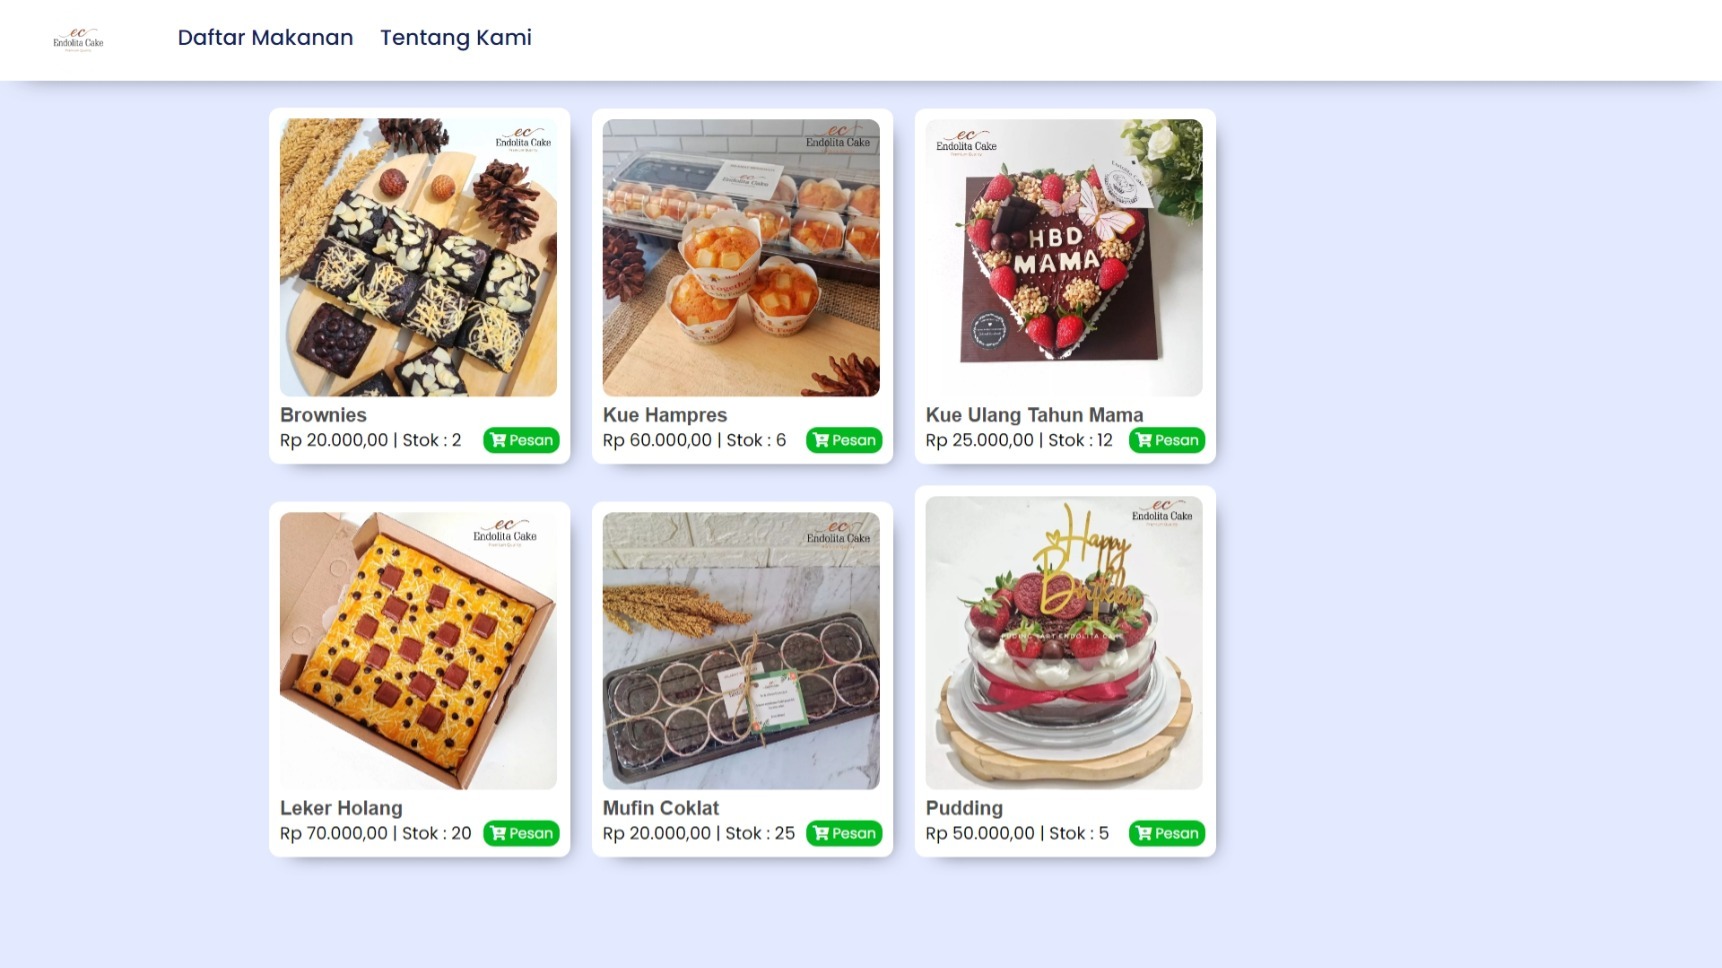 ec
Endolita Cake
Daftar Makanan
Tentang Kami
ec
Endolita Cake
Brownies
Rp 20.000,00 | Stok : 2
Pesan
ec
Endolita Cake
Endolita Cake
Together
Kue Hampres
Rp 60.000,00 | Stok : 6
Pesan
ec
Endolita Cake
HBD
MAMA
Kue Ulang Tahun Mama
Rp 25.000,00 | Stok : 12
Pesan
ec
Endolita Cake
Leker Holang
Rp 70.000,00 | Stok : 20
Pesan
ec
Endolita Cake
Mufin Coklat
Rp 20.000,00 | Stok : 25
Pesan
ec
Endolita Cake
Happy
Birthday
Pudding
Rp 50.000,00 | Stok : 5
Pesan